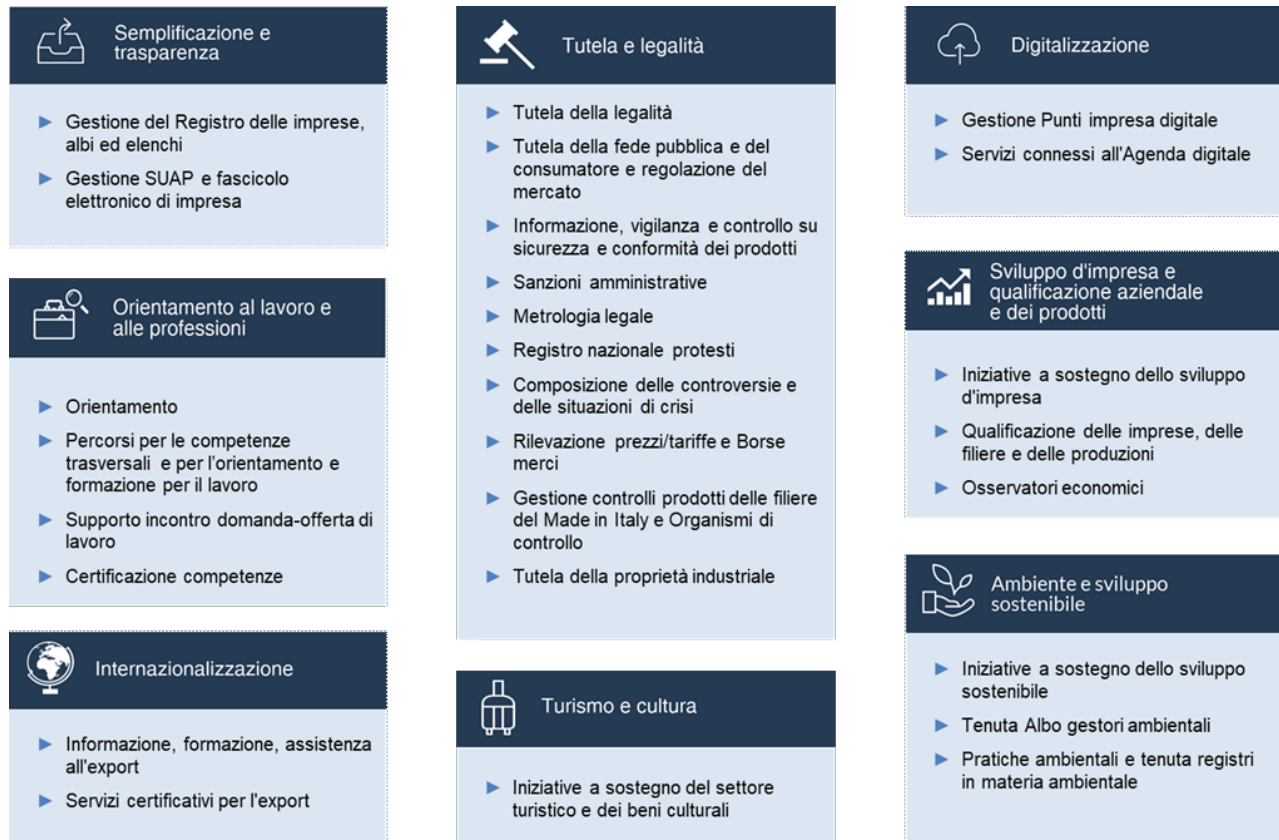 Semplificazione e
trasparenza
Gestione del Registro delle imprese,
albi ed elenchi
Gestione SUAP e fascicolo
elettronico di impresa
Orientamento al lavoro e
alle professioni
Orientamento
Percorsi per le competenze
trasversali e per l'orientamento e
formazione per il lavoro
Supporto incontro domanda-offerta di
lavoro
Certificazione competenze
Internazionalizzazione
Informazione, formazione, assistenza
all'export
Servizi certificativi per l'export
Tutela e legalità
Tutela della legalità
Tutela della fede pubblica e del
consumatore e regolazione del
mercato
Informazione, vigilanza e controllo su
sicurezza e conformità dei prodotti
Sanzioni amministrative
Metrologia legale
Registro nazionale protesti
Composizione delle controversie e
delle situazioni di crisi
Rilevazione prezzi/tariffe e Borse
merci
Gestione controlli prodotti delle filiere
del Made in Italy e Organismi di
controllo
Tutela della proprietà industriale
Turismo e cultura
Iniziative a sostegno del settore
turistico e dei beni culturali
Digitalizzazione
Gestione Punti impresa digitale
Servizi connessi all'Agenda digitale
Sviluppo d'impresa e
qualificazione aziendale
e dei prodotti
Iniziative a sostegno dello sviluppo
d'impresa
Qualificazione delle imprese, delle
filiere e delle produzioni
Osservatori economici
Ambiente e sviluppo
sostenibile
Iniziative a sostegno dello sviluppo
sostenibile
Tenuta Albo gestori ambientali
Pratiche ambientali e tenuta registri
in materia ambientale